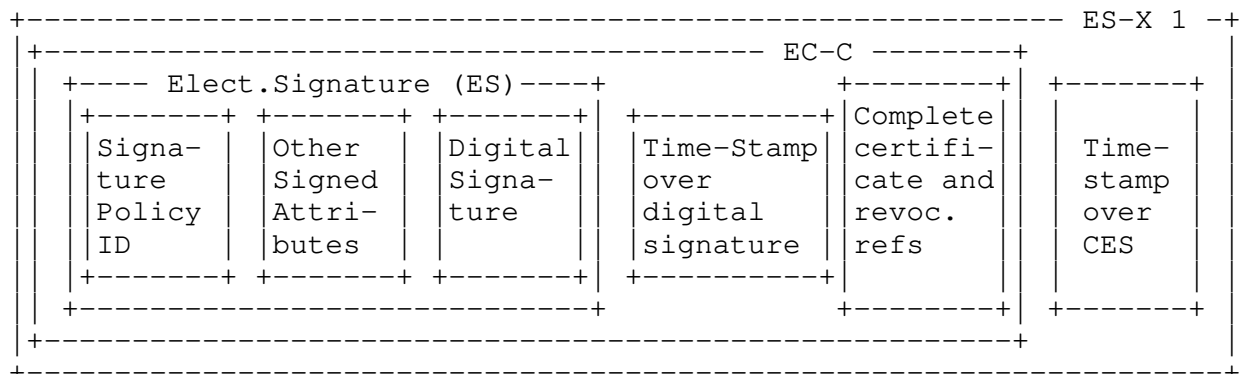 ES-X 1
EC-C
Elect.Signature (ES)
Complete
Signa- Other Digital Time-Stamp certifi- Time-
ture Signed Signa- over cate and stamp
Policy Attri- ture digital revoc. over
ID butes signature refs CES